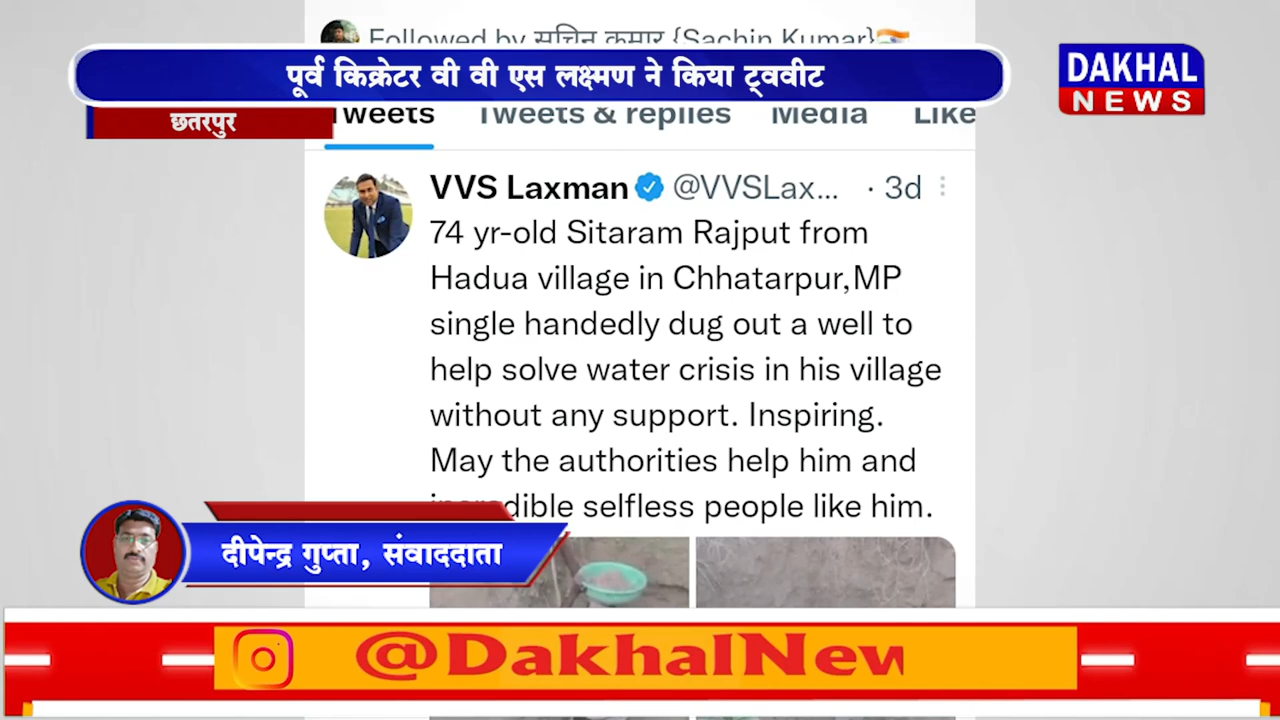 Followed by सचिन कुमार {Sachin Kumar}🇮🇳
पूर्व किक्रेटर वी वी एस लक्ष्मण ने किया ट्ववीट
DAKHAL
NEWS
छतरपुर
Tweets Tweets & replies Media Like
VVS Laxman @VVSLax... · 3d
74 yr-old Sitaram Rajput from
Hadua village in Chhatarpur,MP
single handedly dug out a well to
help solve water crisis in his village
without any support. Inspiring.
May the authorities help him and
incredible selfless people like him.
दीपेन्द्र गुप्ता, संवाददाता
@DakhalNew